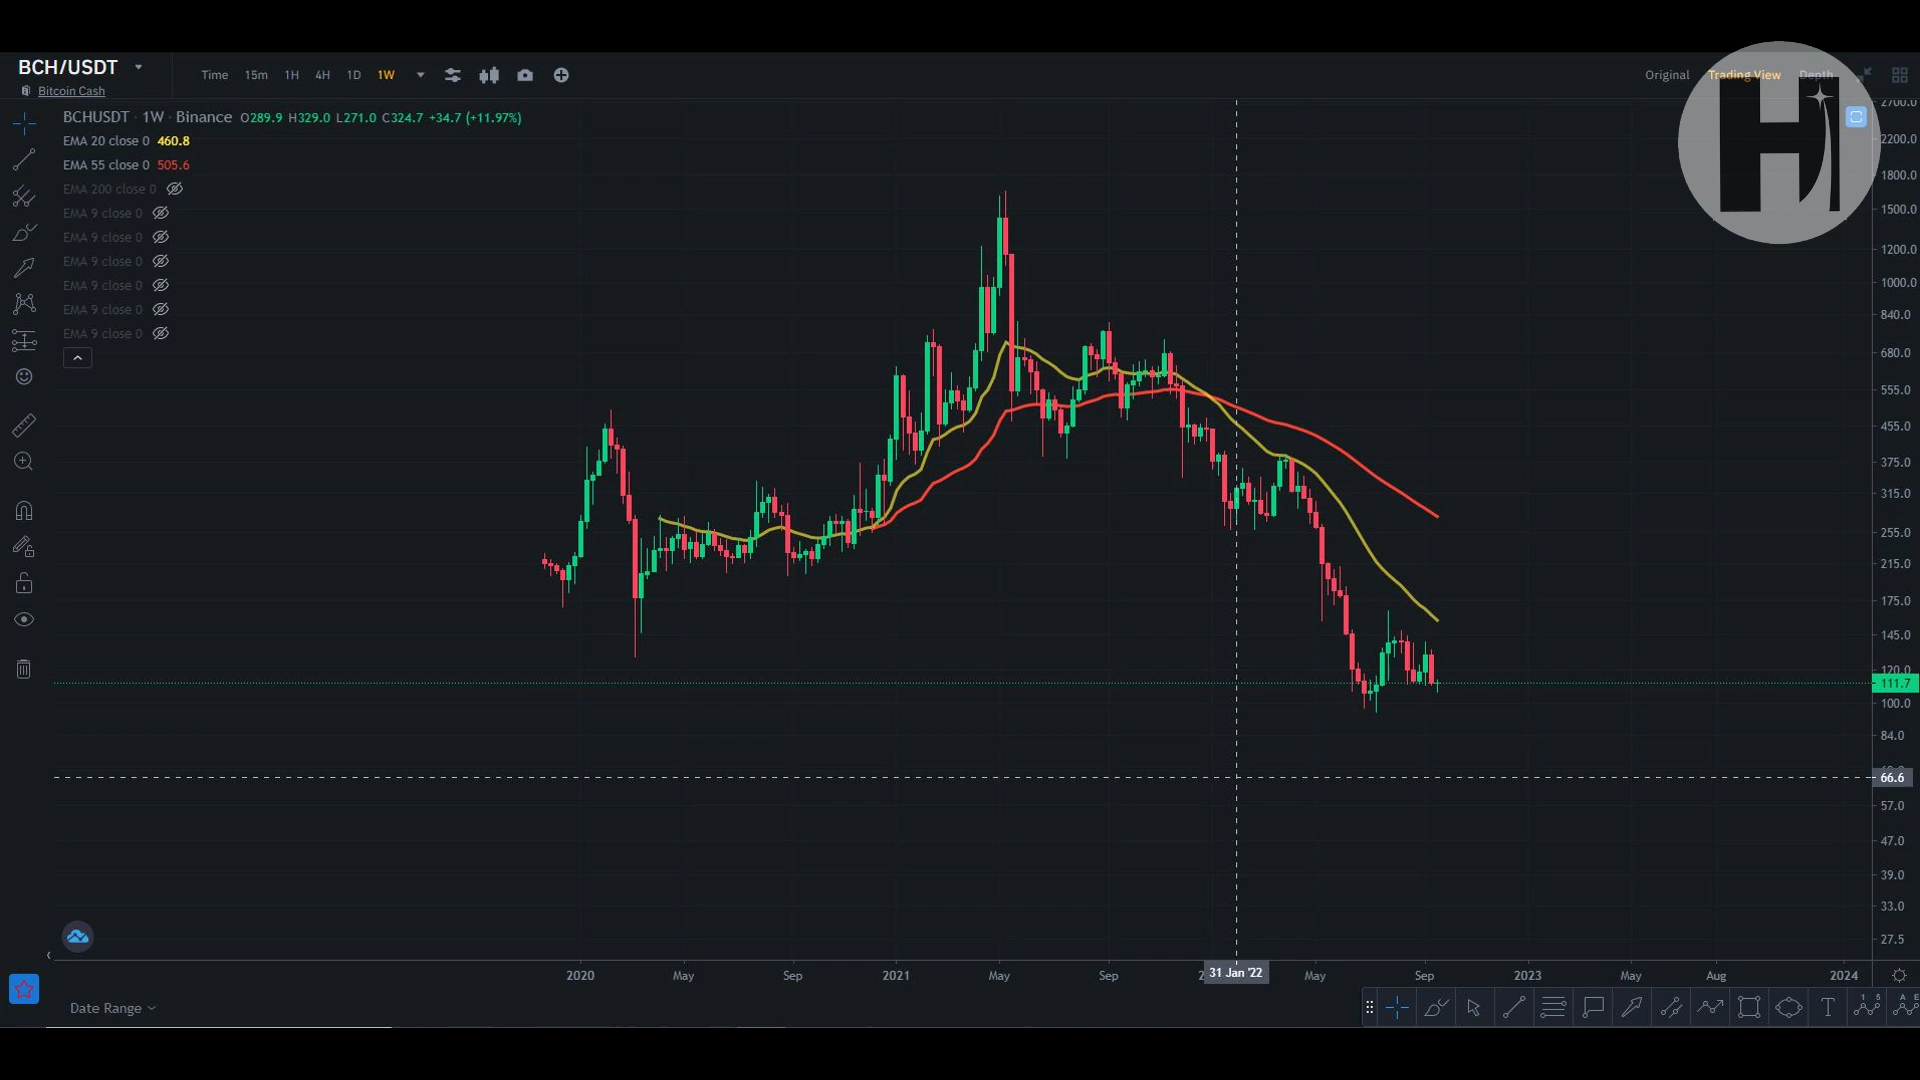 BCH/USDT
Bitcoin Cash
Time 15m 1H 4H 1D 1W
Original Trading View Depth
BCHUSDT · 1W · Binance O289.9 H329.0 L271.0 C324.7 +34.7 (+11.97%)
EMA 20 close 0 460.8
EMA 55 close 0 505.6
EMA 200 close 0
EMA 9 close 0
EMA 9 close 0
EMA 9 close 0
EMA 9 close 0
EMA 9 close 0
EMA 9 close 0
H
2700.0
2200.0
1800.0
1500.0
1200.0
1000.0
840.0
680.0
555.0
455.0
375.0
315.0
255.0
215.0
175.0
145.0
120.0
111.7
100.0
84.0
66.6
57.0
47.0
39.0
33.0
27.5
2020 May Sep 2021 May Sep 31 Jan '22 May Sep 2023 May Aug 2024
Date Range
T 1 5 A E